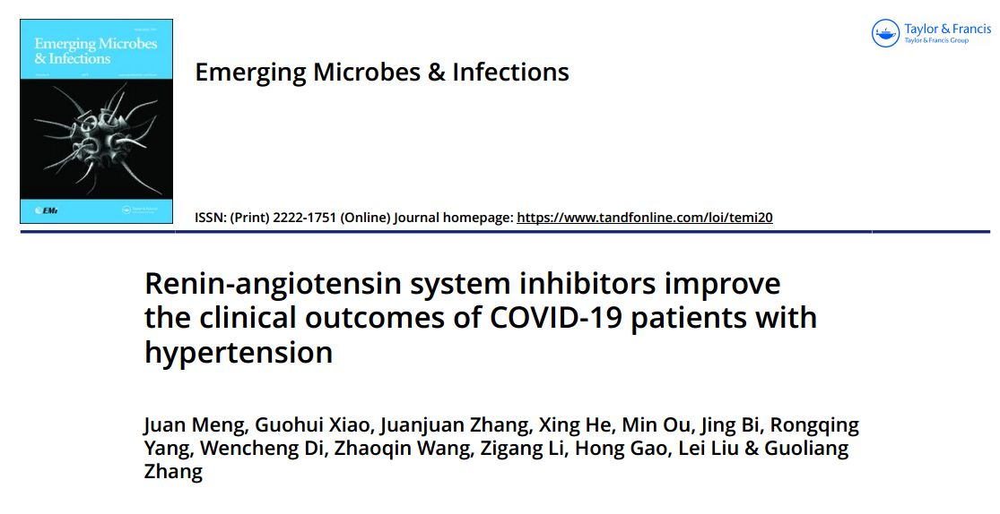 Emerging Microbes
& Infections
EMi
Taylor & Francis
Taylor & Francis Group
Emerging Microbes & Infections
ISSN: (Print) 2222-1751 (Online) Journal homepage: https://www.tandfonline.com/loi/temi20
Renin-angiotensin system inhibitors improve
the clinical outcomes of COVID-19 patients with
hypertension
Juan Meng, Guohui Xiao, Juanjuan Zhang, Xing He, Min Ou, Jing Bi, Rongqing
Yang, Wencheng Di, Zhaoqin Wang, Zigang Li, Hong Gao, Lei Liu & Guoliang
Zhang